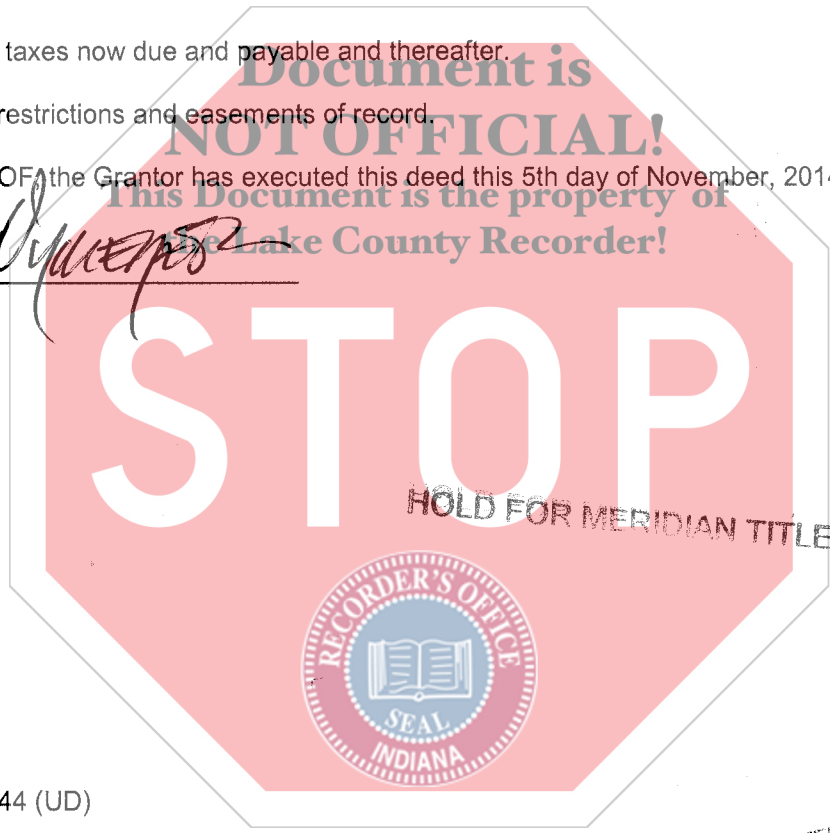 taxes now due and payable and thereafter.
Document is
restrictions and easements of record.
NOT OFFICIAL!
OF, the Grantor has executed this deed this 5th day of November, 2014
This Document is the property of
the Lake County Recorder!
STOP
HOLD FOR MERIDIAN TITLE
RECORDER'S OFFICE
SEAL
INDIANA
44 (UD)